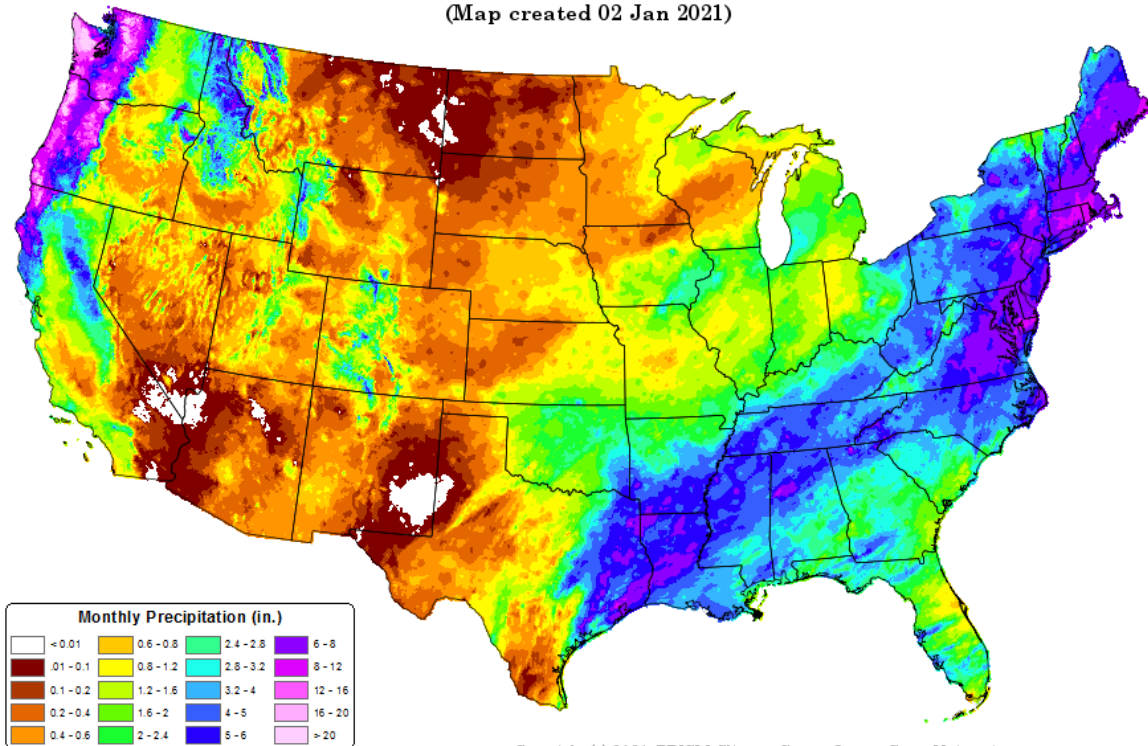 (Map created 02 Jan 2021)
Monthly Precipitation (in.)
<0.01
.01 - 0.1
0.1 - 0.2
0.2 - 0.4
0.4 - 0.6
0.6 - 0.8
0.8 - 1.2
1.2 - 1.6
1.6 - 2
2 - 2.4
2.4 - 2.8
2.8 - 3.2
3.2 - 4
4 - 5
5 - 6
6 - 8
8 - 12
12 - 16
16 - 20
> 20